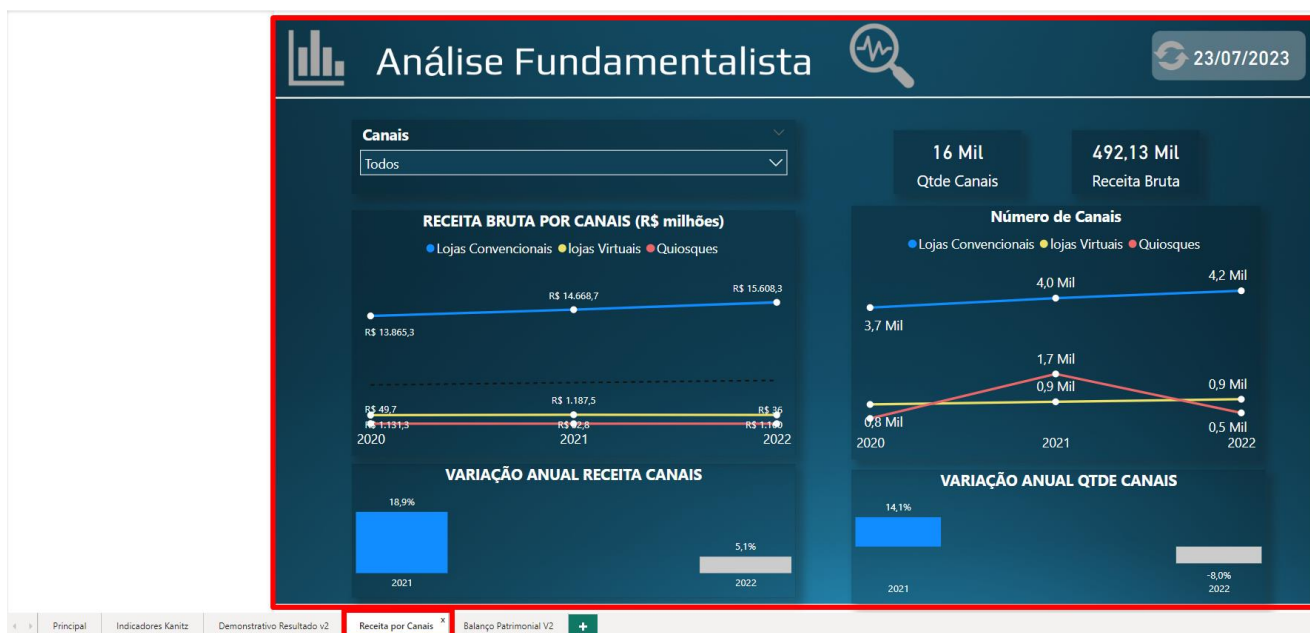 Análise Fundamentalista
23/07/2023
Canais
Todos
16 Mil
Qtde Canais
492,13 Mil
Receita Bruta
RECEITA BRUTA POR CANAIS (R$ milhões)
Lojas Convencionais lojas Virtuais Quiosques
R$ 13.865,3
R$ 14.668,7
R$ 15.608,3
R$ 49,7
R$ 1.187,5
R$ 36
R$ 1.131,3
2020
2021
2022
Número de Canais
Lojas Convencionais lojas Virtuais Quiosques
3,7 Mil
4,0 Mil
4,2 Mil
1,7 Mil
0,9 Mil
0,9 Mil
0,8 Mil
0,5 Mil
2020
2021
2022
VARIAÇÃO ANUAL RECEITA CANAIS
18,9%
5,1%
2021
2022
VARIAÇÃO ANUAL QTDE CANAIS
14,1%
-8,0%
2021
2022
Principal
Indicadores Kanitz
Demonstrativo Resultado v2
Receita por Canais x
Balanço Patrimonial V2
+